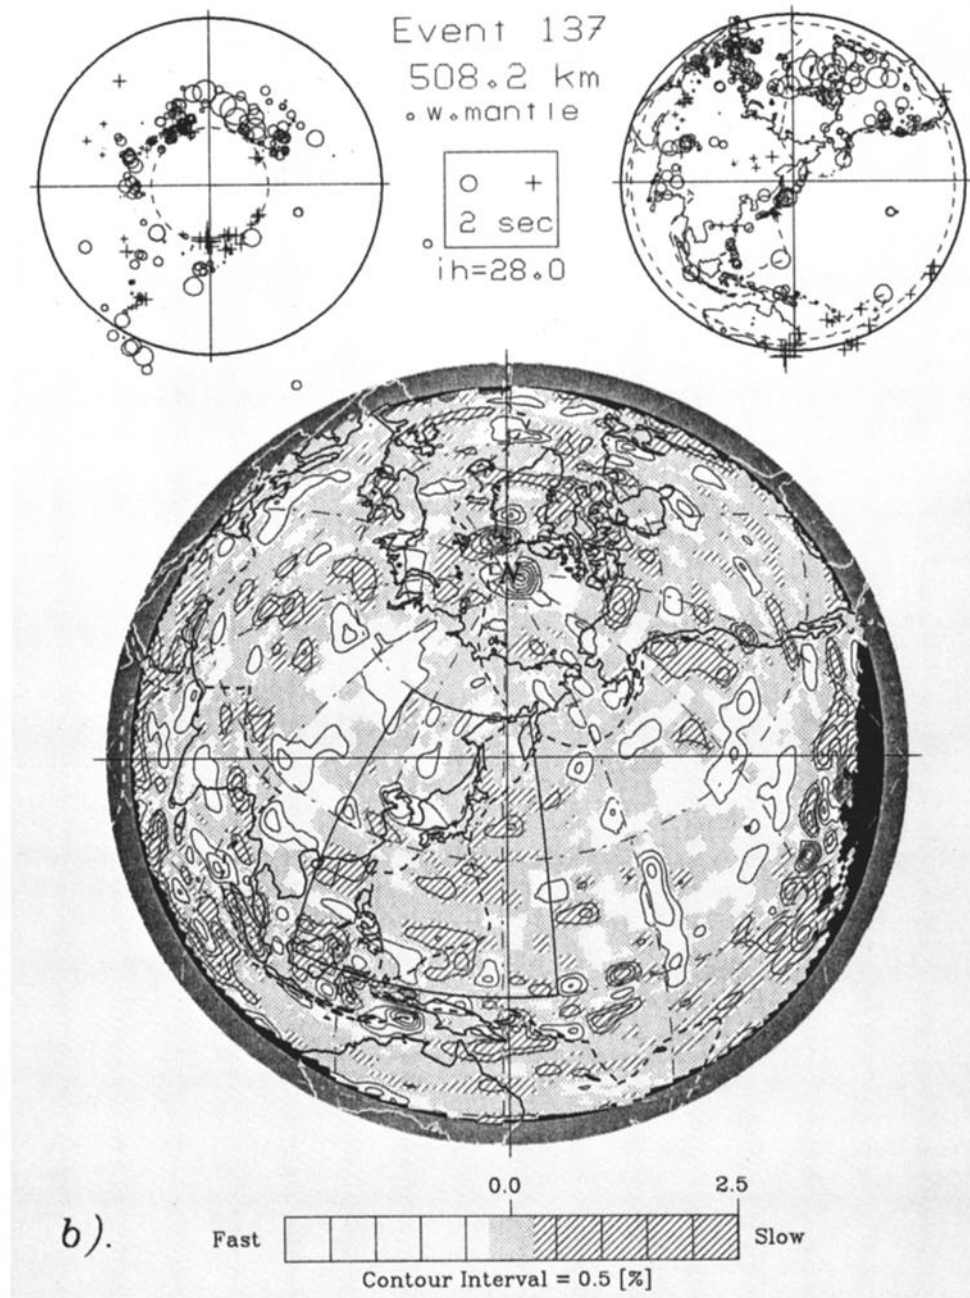 Event 137
508.2 km
w.mantle
2 sec
ih=28.0
N
0.0 2.5
b).
Fast Slow
Contour Interval = 0.5 [%]